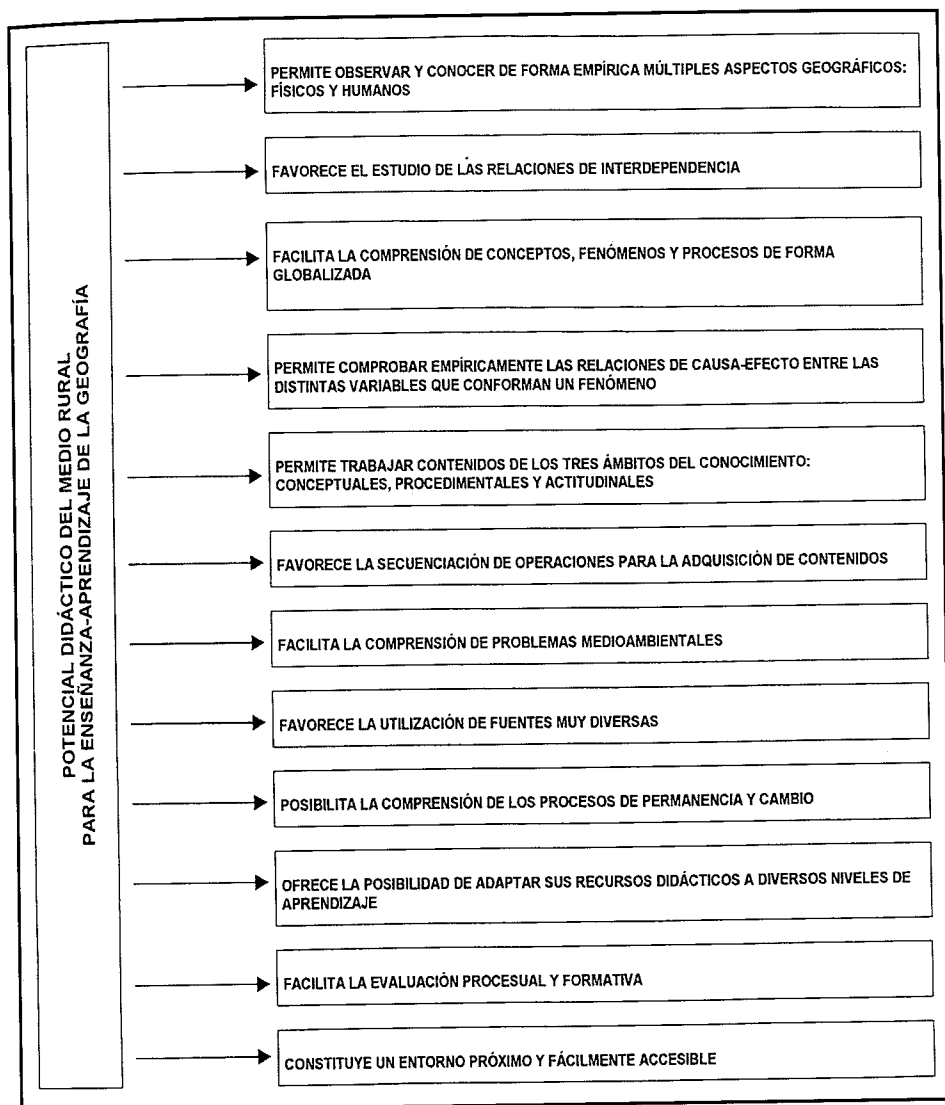 POTENCIAL DIDÁCTICO DEL MEDIO RURAL
PARA LA ENSEÑANZA-APRENDIZAJE DE LA GEOGRAFÍA
PERMITE OBSERVAR Y CONOCER DE FORMA EMPÍRICA MÚLTIPLES ASPECTOS GEOGRÁFICOS:
FÍSICOS Y HUMANOS
FAVORECE EL ESTUDIO DE LAS RELACIONES DE INTERDEPENDENCIA
FACILITA LA COMPRENSIÓN DE CONCEPTOS, FENÓMENOS Y PROCESOS DE FORMA
GLOBALIZADA
PERMITE COMPROBAR EMPÍRICAMENTE LAS RELACIONES DE CAUSA-EFECTO ENTRE LAS
DISTINTAS VARIABLES QUE CONFORMAN UN FENÓMENO
PERMITE TRABAJAR CONTENIDOS DE LOS TRES ÁMBITOS DEL CONOCIMIENTO:
CONCEPTUALES, PROCEDIMENTALES Y ACTITUDINALES
FAVORECE LA SECUENCIACIÓN DE OPERACIONES PARA LA ADQUISICIÓN DE CONTENIDOS
FACILITA LA COMPRENSIÓN DE PROBLEMAS MEDIOAMBIENTALES
FAVORECE LA UTILIZACIÓN DE FUENTES MUY DIVERSAS
POSIBILITA LA COMPRENSIÓN DE LOS PROCESOS DE PERMANENCIA Y CAMBIO
OFRECE LA POSIBILIDAD DE ADAPTAR SUS RECURSOS DIDÁCTICOS A DIVERSOS NIVELES DE
APRENDIZAJE
FACILITA LA EVALUACIÓN PROCESUAL Y FORMATIVA
CONSTITUYE UN ENTORNO PRÓXIMO Y FÁCILMENTE ACCESIBLE